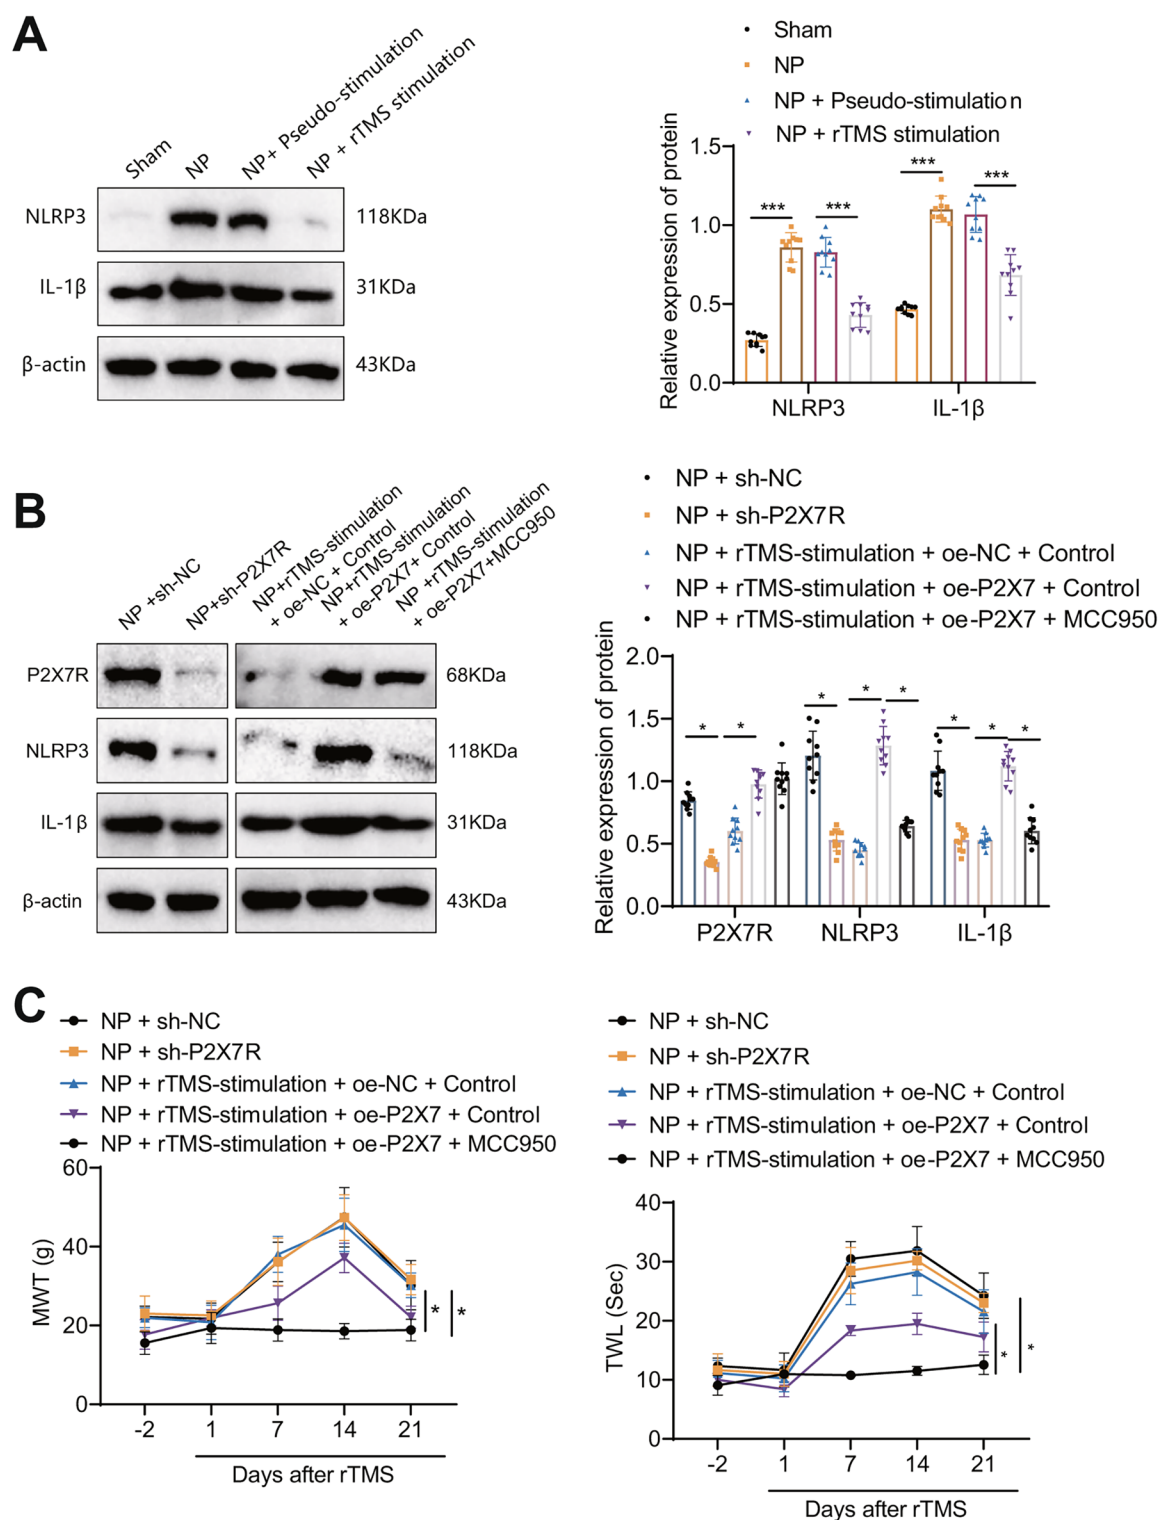 A
Sham
NP
NP+ Pseudo-stimulation
NP + rTMS stimulation
NLRP3
118KDa
IL-1β
31KDa
β-actin
43KDa
Sham
NP
NP + Pseudo-stimulation
NP + rTMS stimulation
Relative expression of protein
1.5
1.0
0.5
0.0
***
***
***
***
NLRP3
IL-1β
B
NP +sh-NC
NP+sh-P2X7R
NP+rTMS-stimulation
+ oe-NC + Control
NP+rTMS-stimulation
+ oe-P2X7+ Control
NP +rTMS-stimulation
+ oe-P2X7+MCC950
P2X7R
68KDa
NLRP3
118KDa
IL-1β
31KDa
β-actin
43KDa
NP + sh-NC
NP + sh-P2X7R
NP + rTMS-stimulation + oe-NC + Control
NP + rTMS-stimulation + oe-P2X7 + Control
NP + rTMS-stimulation + oe-P2X7 + MCC950
Relative expression of protein
2.0
1.5
1.0
0.5
0.0
*
*
*
*
*
*
*
*
P2X7R
NLRP3
IL-1β
C
NP + sh-NC
NP + sh-P2X7R
NP + rTMS-stimulation + oe-NC + Control
NP + rTMS-stimulation + oe-P2X7 + Control
NP + rTMS-stimulation + oe-P2X7 + MCC950
MWT (g)
60
40
20
0
*
*
-2 1 7 14 21
Days after rTMS
NP + sh-NC
NP + sh-P2X7R
NP + rTMS-stimulation + oe-NC + Control
NP + rTMS-stimulation + oe-P2X7 + Control
NP + rTMS-stimulation + oe-P2X7 + MCC950
TWL (Sec)
40
30
20
10
0
*
*
-2 1 7 14 21
Days after rTMS